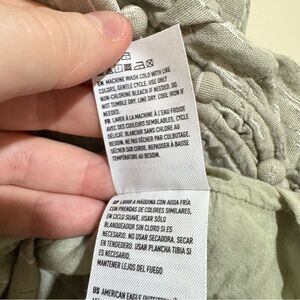 EN MACHINE WASH COLD WITH LIKE
COLORS, GENTLE CYCLE. USE ONLY
NON-CHLORINE BLEACH IF NEEDED. DO
NOT TUMBLE DRY. LINE DRY. COOL IRON IF
NEEDED.
FR LAVER À LA MACHINE À L'EAU FROIDE
AVEC DES COULEURS SEMBLABLES, CYCLE
DÉLICAT. BLANCHIR SANS CHLORE AU
BESOIN. NE PAS SÉCHER PAR CULBUTAGE.
SÉCHER SUR CORDE. REPASSER À BASSE
TEMPÉRATURE AU BESOIN.
SP LAVAR A MÁQUINA CON AGUA FRÍA
CON PRENDAS DE COLORES SIMILARES,
EN CICLO SUAVE. USAR SÓLO
BLANQUEADOR SIN CLORO SI ES
NECESARIO. NO USAR SECADORA. SECAR
EN TENDEDERO. USAR PLANCHA TIBIA SI
ES NECESARIO.
MANTENER LEJOS DEL FUEGO
US AMERICAN EAGLE